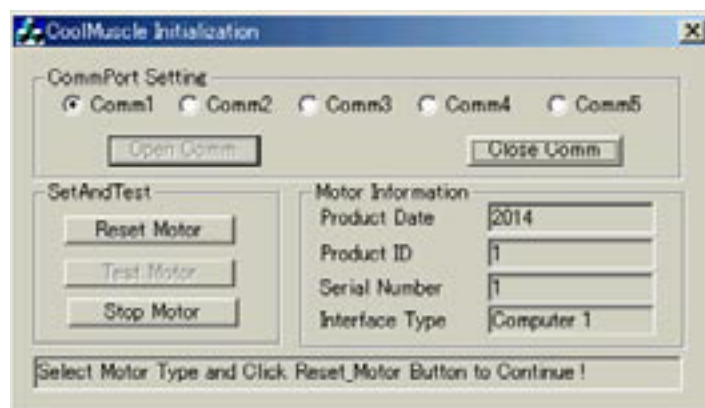 CoolMuscle Initialization
CommPort Setting
Comm1 Comm2 Comm3 Comm4 Comm5
Open Comm Close Comm
SetAndTest
Reset Motor
Test Motor
Stop Motor
Motor Information
Product Date 2014
Product ID 1
Serial Number 1
Interface Type Computer 1
Select Motor Type and Click Reset_Motor Button to Continue !